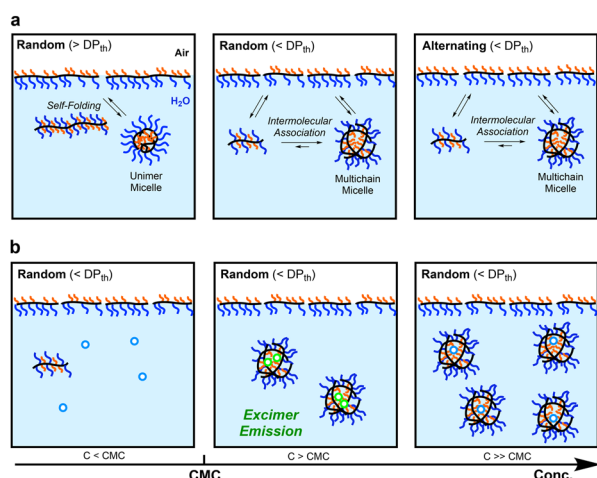 a
Random (> DPth)
Air
Self-Folding
H2O
Unimer
Micelle
Random (< DPth)
Intermolecular
Association
Multichain
Micelle
Alternating (< DPth)
Intermolecular
Association
Multichain
Micelle
b
Random (< DPth)
Random (< DPth)
Excimer
Emission
Random (< DPth)
C < CMC
C > CMC
C >> CMC
CMC
Conc.